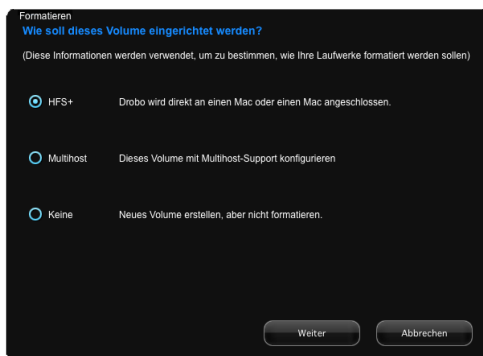 Formatieren
Wie soll dieses Volume eingerichtet werden?
(Diese Informationen werden verwendet, um zu bestimmen, wie Ihre Laufwerke formatiert werden sollen)
HFS+ Drobo wird direkt an einen Mac oder einen Mac angeschlossen.
Multihost Dieses Volume mit Multihost-Support konfigurieren
Keine Neues Volume erstellen, aber nicht formatieren.
Weiter Abbrechen